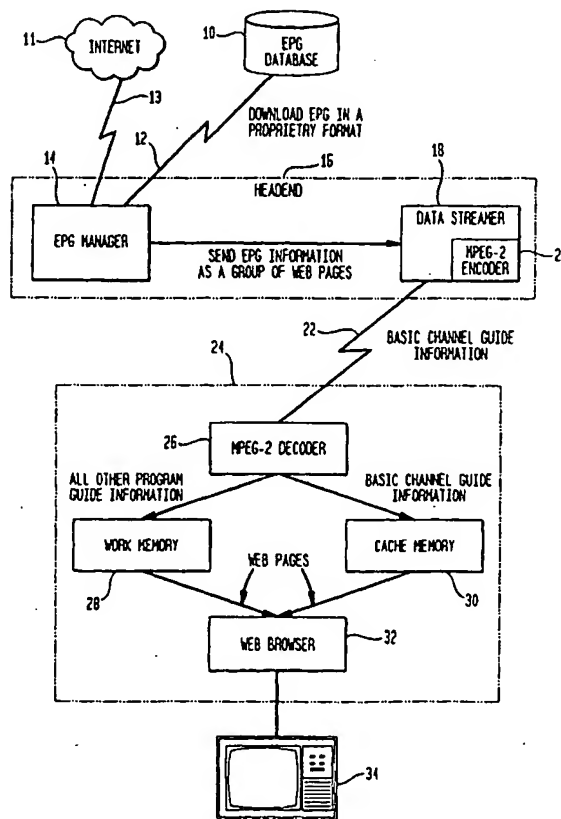 11
INTERNET
13
10
EPG
DATABASE
DOWNLOAD EPG IN A
PROPRIETRY FORMAT
12
14
16
HEADEND
18
EPG MANAGER
SEND EPG INFORMATION
AS A GROUP OF WEB PAGES
DATA STREAMER
MPEG-2
ENCODER
2
22
BASIC CHANNEL GUIDE
INFORMATION
24
26
MPEG-2 DECODER
ALL OTHER PROGRAM
GUIDE INFORMATION
BASIC CHANNEL GUIDE
INFORMATION
WORK MEMORY
28
WEB PAGES
CACHE MEMORY
30
WEB BROWSER
32
34